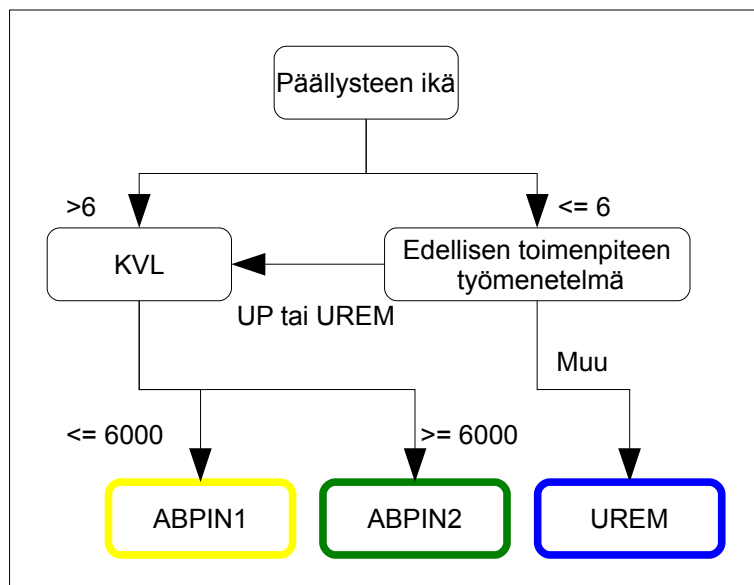 Päällysteen ikä
>6
<= 6
KVL
Edellisen toimenpiteen
työmenetelmä
UP tai UREM
Muu
<= 6000
>= 6000
ABPIN1
ABPIN2
UREM